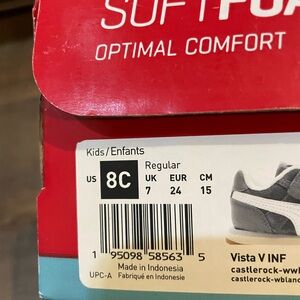 SOFTFOA
OPTIMAL COMFORT
Kids/Enfants
Regular
US 8C UK EUR CM
7 24 15
1 95098 58563 5
UPC-A Made in Indonesia
Fabriqué en Indonésie
Vista V INF
castlerock-wwh
castlerock-wblanc